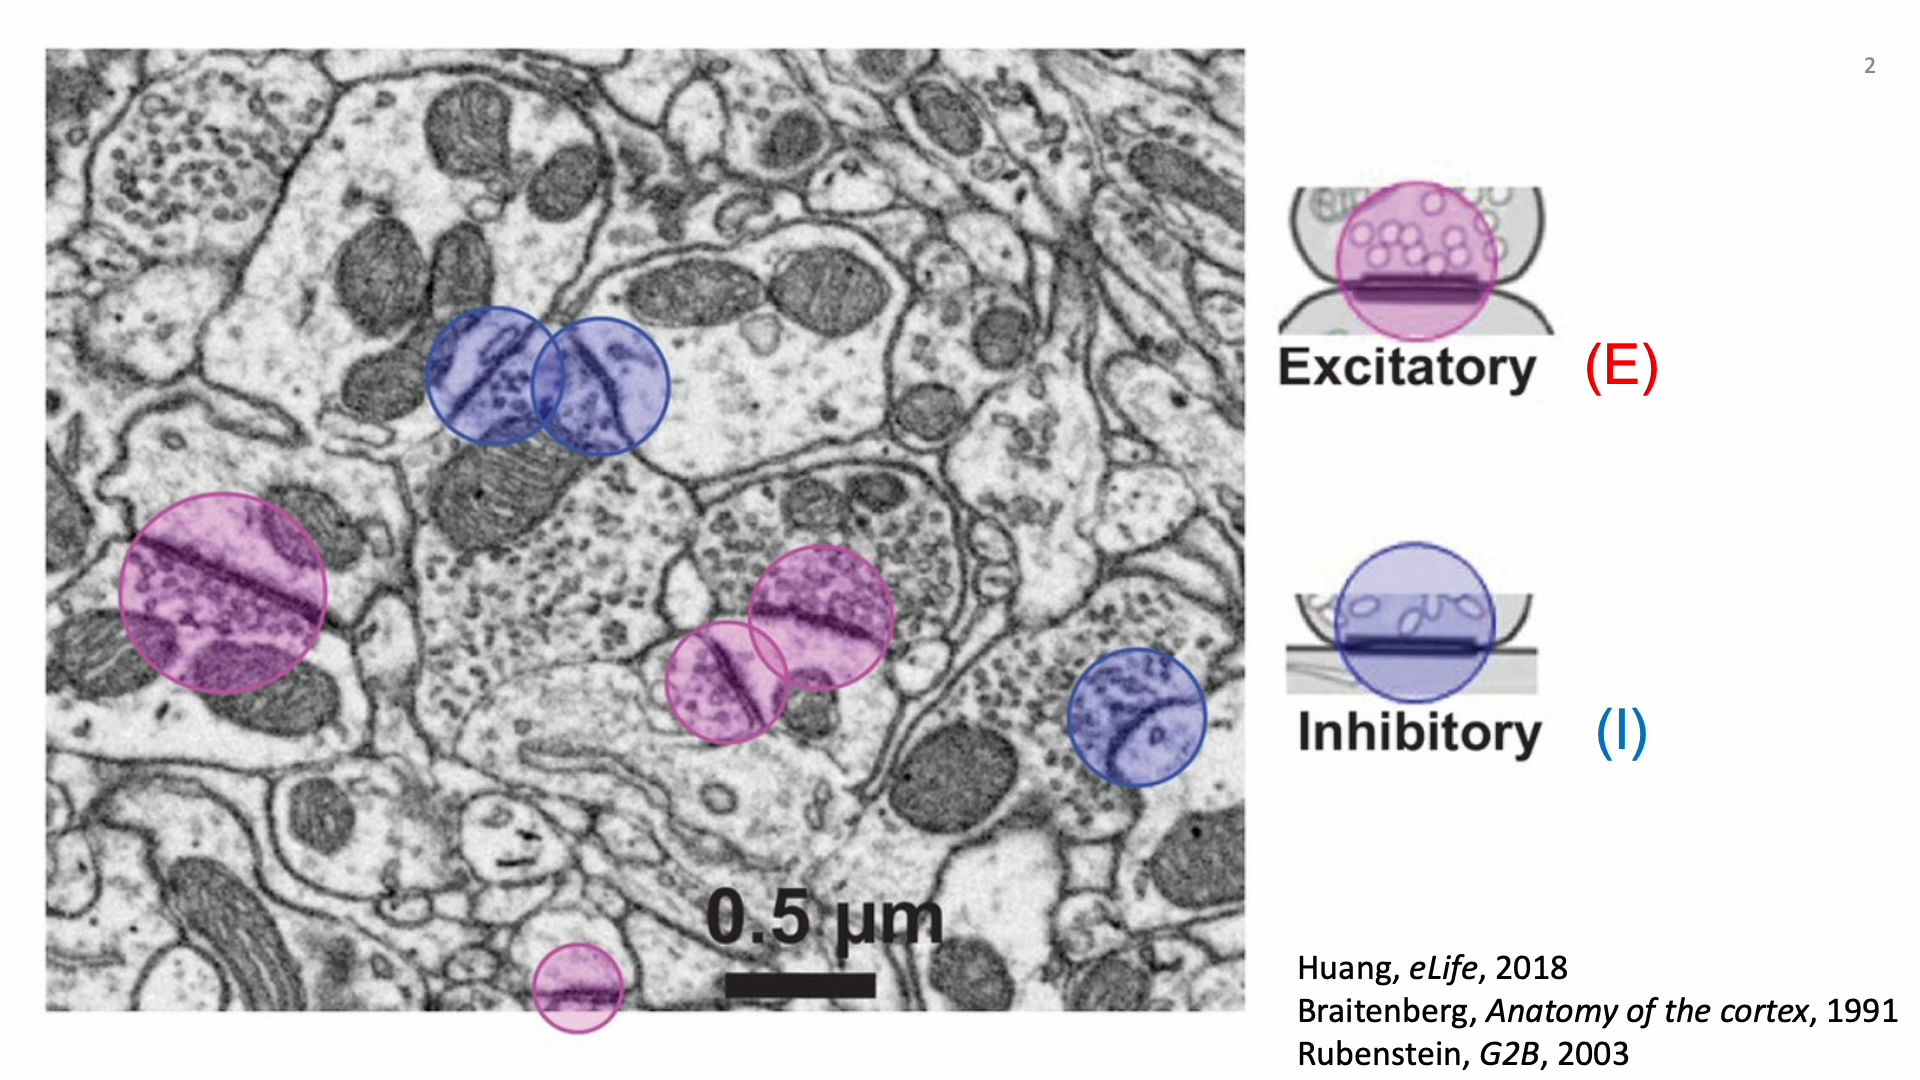 2
Excitatory (E)
Inhibitory (I)
0.5 µm
Huang, eLife, 2018
Braitenberg, Anatomy of the cortex, 1991
Rubenstein, G2B, 2003